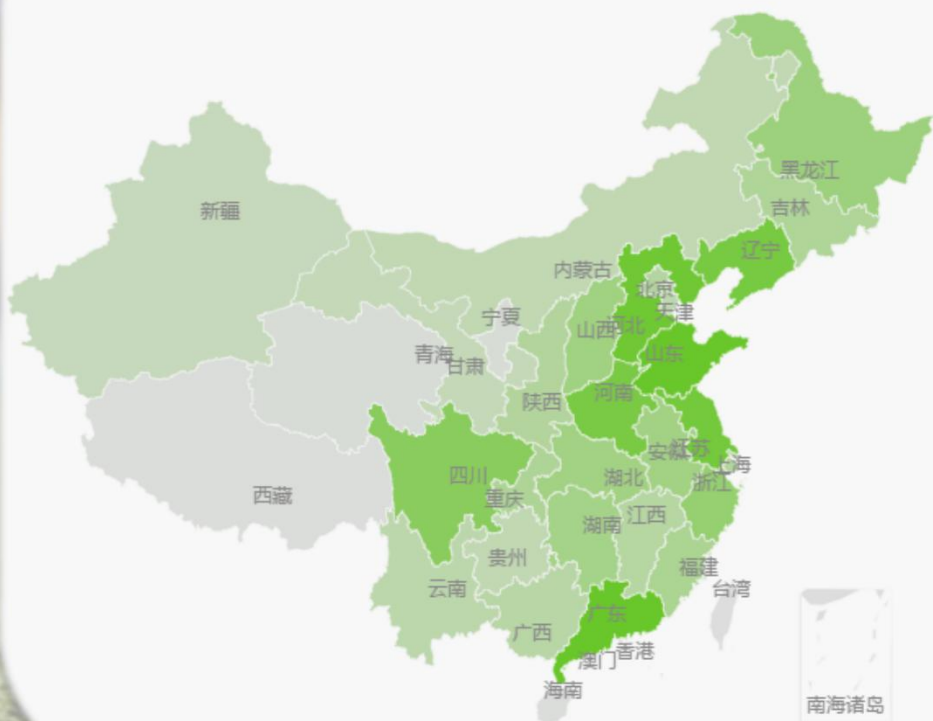 黑龙江
吉林
新疆
辽宁
内蒙古
北京
天津
宁夏
山西
河北
青海
甘肃
山东
陕西
河南
安徽
江苏
上海
四川
重庆
湖北
浙江
西藏
湖南
江西
贵州
福建
云南
台湾
广东
广西
香港
澳门
海南
南海诸岛